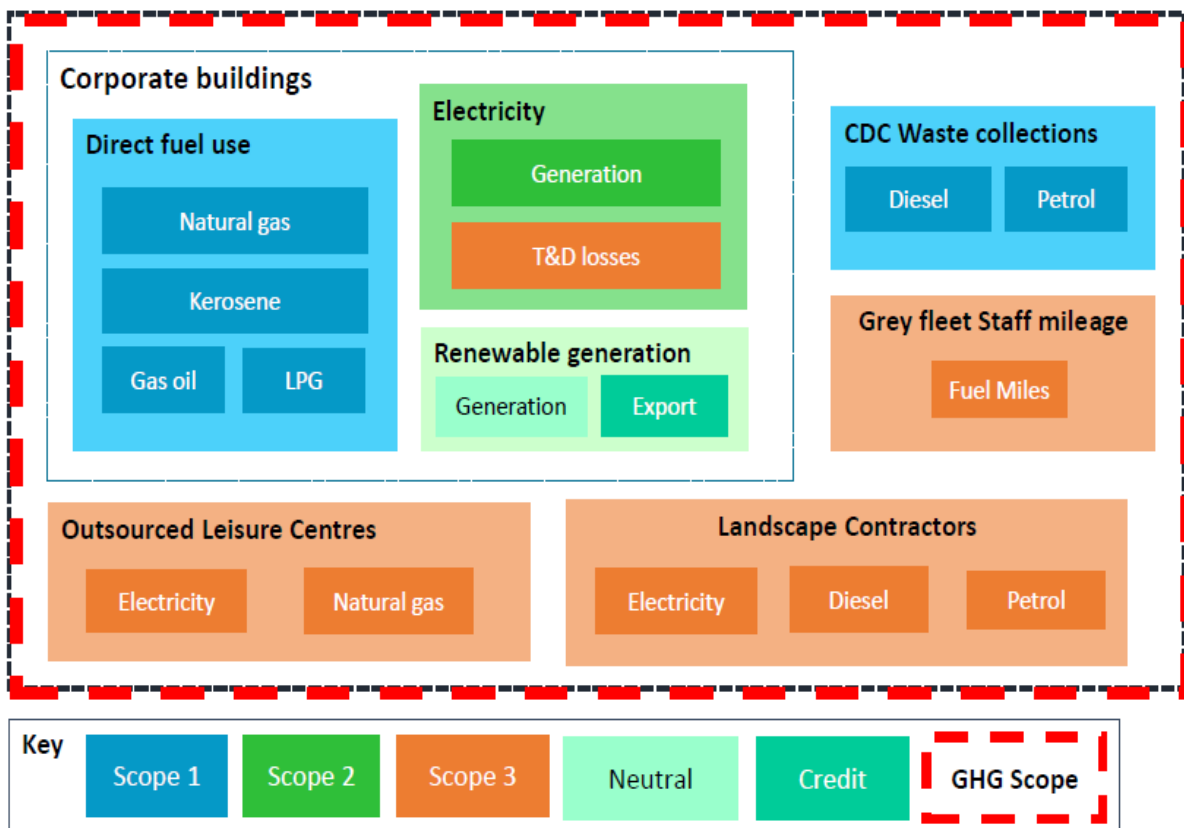 Corporate buildings
Direct fuel use
Natural gas
Kerosene
Gas oil
LPG
Electricity
Generation
T&D losses
Renewable generation
Generation
Export
CDC Waste collections
Diesel
Petrol
Grey fleet Staff mileage
Fuel Miles
Outsourced Leisure Centres
Electricity
Natural gas
Landscape Contractors
Electricity
Diesel
Petrol
Key
Scope 1
Scope 2
Scope 3
Neutral
Credit
GHG Scope